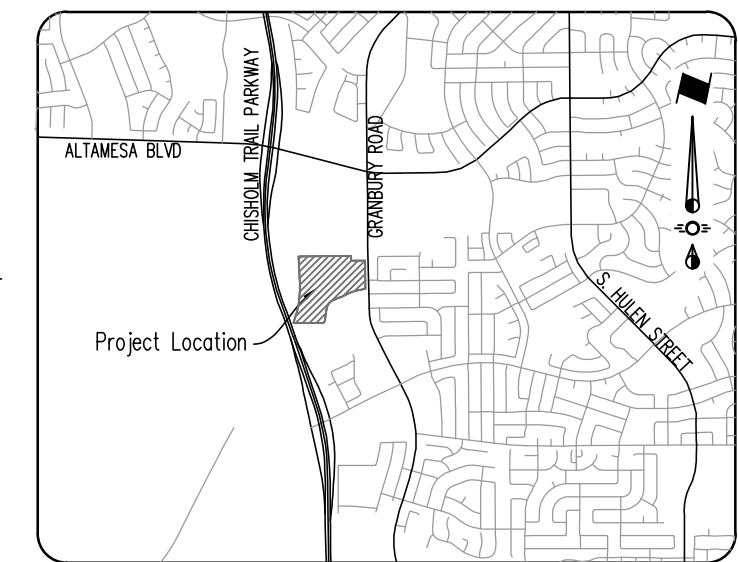 CHISHOLM TRAIL PARKWAY
GRANBURY ROAD
ALTAMESA BLVD
S. HULEN STREET
Project Location